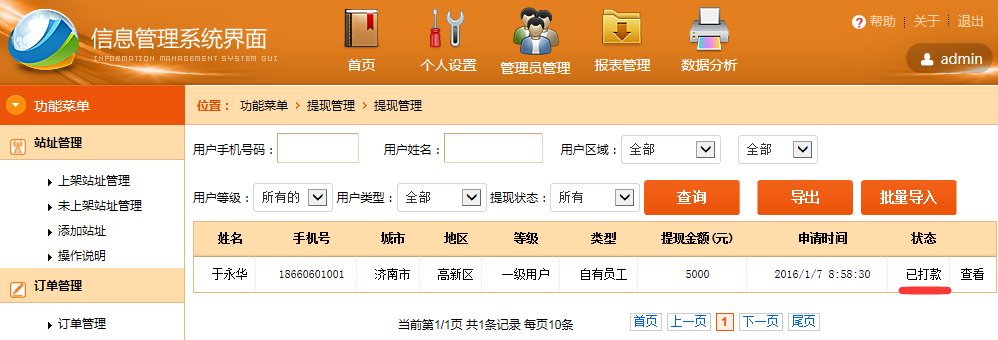 信息管理系统界面
INFORMATION MANAGEMENT SYSTEM GUI
首页 个人设置 管理员管理 报表管理 数据分析
帮助 关于 退出
admin
功能菜单
位置： 功能菜单 > 提现管理 > 提现管理
站址管理
上架站址管理
未上架站址管理
添加站址
操作说明
订单管理
订单管理
用户手机号码： 用户姓名： 用户区域： 全部 全部
用户等级： 所有的 用户类型： 全部 提现状态： 所有 查询 导出 批量导入
姓名 手机号 城市 地区 等级 类型 提现金额(元) 申请时间 状态
于永华 18660601001 济南市 高新区 一级用户 自有员工 5000 2016/1/7 8:58:30 已打款 查看
当前第1/1页 共1条记录 每页10条 首页 上一页 1 下一页 尾页